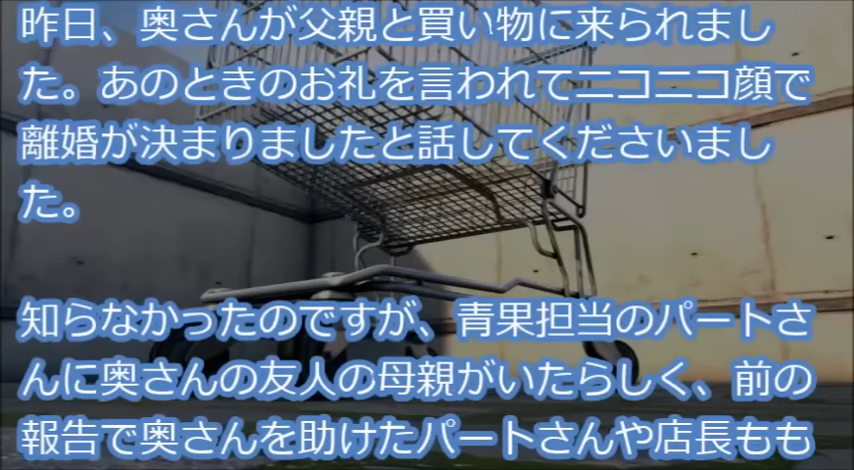 昨日、奥さんが父親と買い物に来られまし
た。あのときのお礼を言われてニコニコ顔で
離婚が決まりましたと話してくださいまし
た。
知らなかったのですが、青果担当のパートさ
んに奥さんの友人の母親がいたらしく、前の
報告で奥さんを助けたパートさんや店長もも